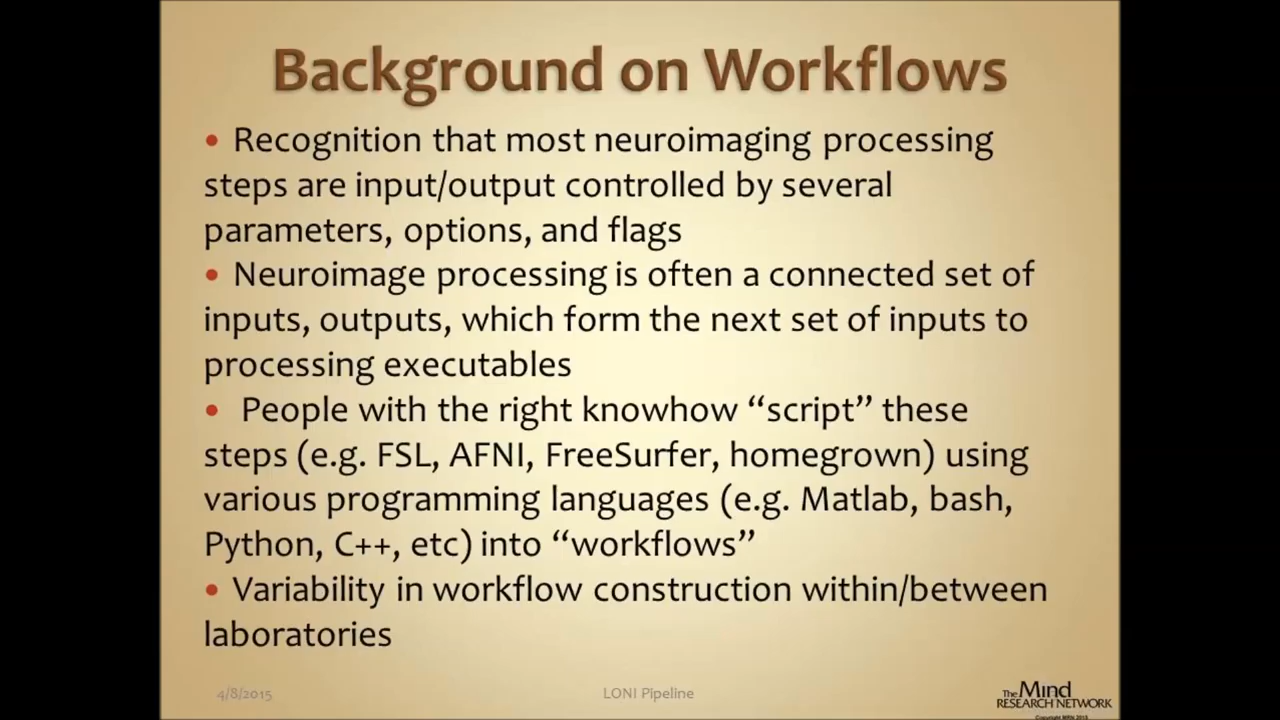 Background on Workflows
• Recognition that most neuroimaging processing
steps are input/output controlled by several
parameters, options, and flags
• Neuroimage processing is often a connected set of
inputs, outputs, which form the next set of inputs to
processing executables
• People with the right knowhow “script” these
steps (e.g. FSL, AFNI, FreeSurfer, homegrown) using
various programming languages (e.g. Matlab, bash,
Python, C++, etc) into “workflows”
• Variability in workflow construction within/between
laboratories
4/8/2015
LONI Pipeline
The Mind
RESEARCH NETWORK
Copyright MRN 2010